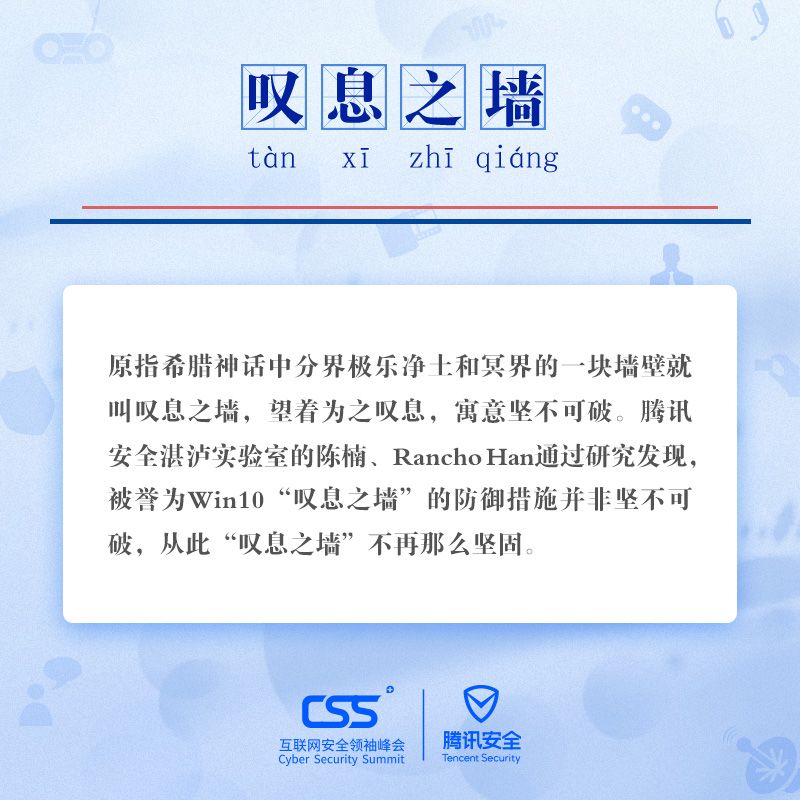 叹息之墙
tàn xī zhī qiáng
原指希腊神话中分界极乐净土和冥界的一块墙壁就
叫叹息之墙，望着为之叹息，寓意坚不可破。腾讯
安全湛泸实验室的陈楠、Rancho Han通过研究发现，
被誉为Win10“叹息之墙”的防御措施并非坚不可
破，从此“叹息之墙”不再那么坚固。
CSS
互联网安全领袖峰会
Cyber Security Summit
腾讯安全
Tencent Security